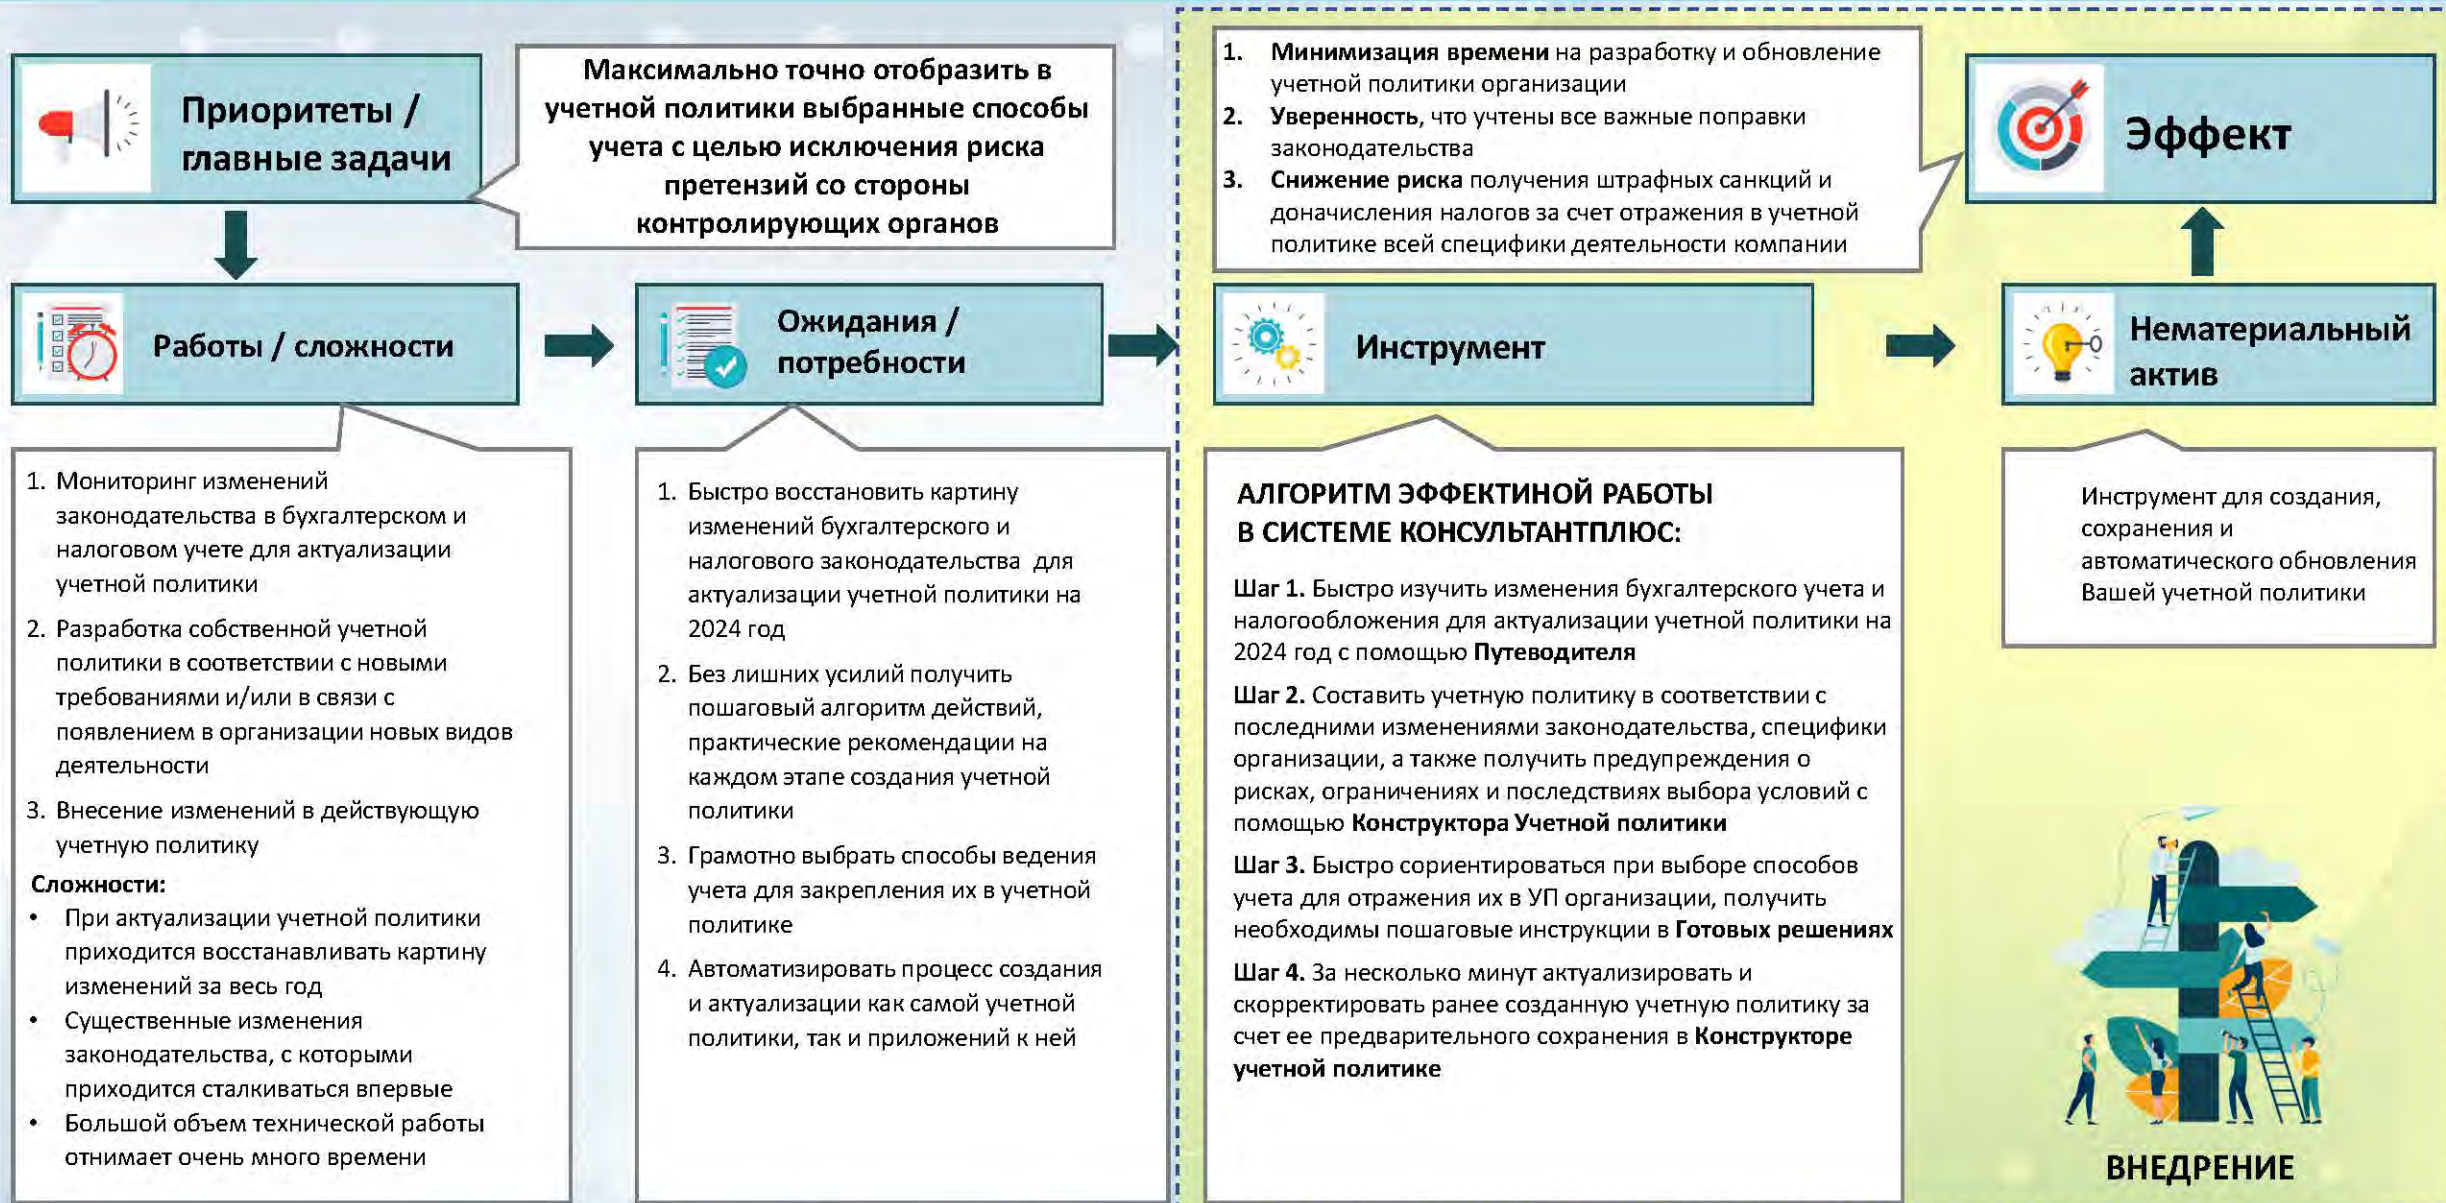 Приоритеты /
главные задачи
Максимально точно отобразить в
учетной политики выбранные способы
учета с целью исключения риска
претензий со стороны
контролирующих органов
1. Минимизация времени на разработку и обновление
учетной политики организации
2. Уверенность, что учтены все важные поправки
законодательства
3. Снижение риска получения штрафных санкций и
доначисления налогов за счет отражения в учетной
политике всей специфики деятельности компании
Эффект
Работы / сложности
Ожидания /
потребности
Инструмент
Нематериальный
актив
1. Мониторинг изменений
законодательства в бухгалтерском и
налоговом учете для актуализации
учетной политики
2. Разработка собственной учетной
политики в соответствии с новыми
требованиями и/или в связи с
появлением в организации новых видов
деятельности
3. Внесение изменений в действующую
учетную политику
Сложности:
• При актуализации учетной политики
приходится восстанавливать картину
изменений за весь год
• Существенные изменения
законодательства, с которыми
приходится сталкиваться впервые
• Большой объем технической работы
отнимает очень много времени
1. Быстро восстановить картину
изменений бухгалтерского и
налогового законодательства для
актуализации учетной политики на
2024 год
2. Без лишних усилий получить
пошаговый алгоритм действий,
практические рекомендации на
каждом этапе создания учетной
политики
3. Грамотно выбрать способы ведения
учета для закрепления их в учетной
политике
4. Автоматизировать процесс создания
и актуализации как самой учетной
политики, так и приложений к ней
АЛГОРИТМ ЭФФЕКТИНОЙ РАБОТЫ
В СИСТЕМЕ КОНСУЛЬТАНТПЛЮС:
Шаг 1. Быстро изучить изменения бухгалтерского учета и
налогообложения для актуализации учетной политики на
2024 год с помощью Путеводителя
Шаг 2. Составить учетную политику в соответствии с
последними изменениями законодательства, специфики
организации, а также получить предупреждения о
рисках, ограничениях и последствиях выбора условий с
помощью Конструктора Учетной политики
Шаг 3. Быстро сориентироваться при выборе способов
учета для отражения их в УП организации, получить
необходимы пошаговые инструкции в Готовых решениях
Шаг 4. За несколько минут актуализировать и
скорректировать ранее созданную учетную политику за
счет ее предварительного сохранения в Конструкторе
учетной политике
Инструмент для создания,
сохранения и
автоматического обновления
Вашей учетной политики
ВНЕДРЕНИЕ